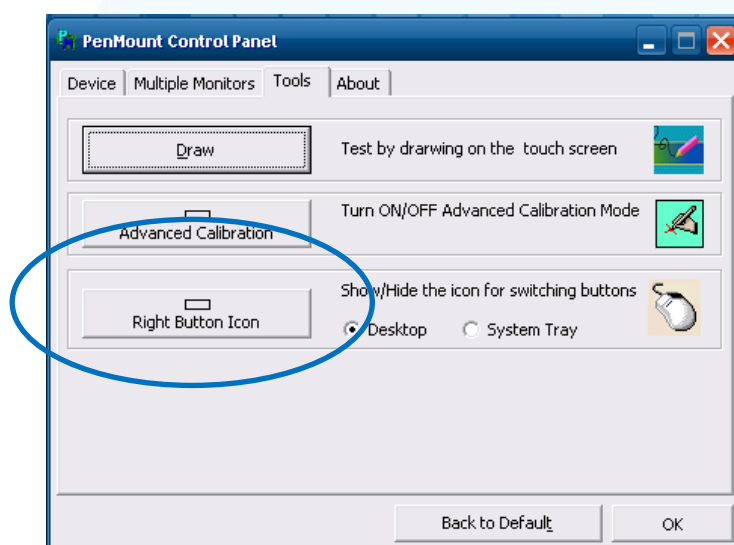 PenMount Control Panel
Device Multiple Monitors Tools About
Draw Test by drarwing on the touch screen
Turn ON/OFF Advanced Calibration Mode
Advanced Calibration
Show/Hide the icon for switching buttons
Right Button Icon
Desktop System Tray
Back to Default OK